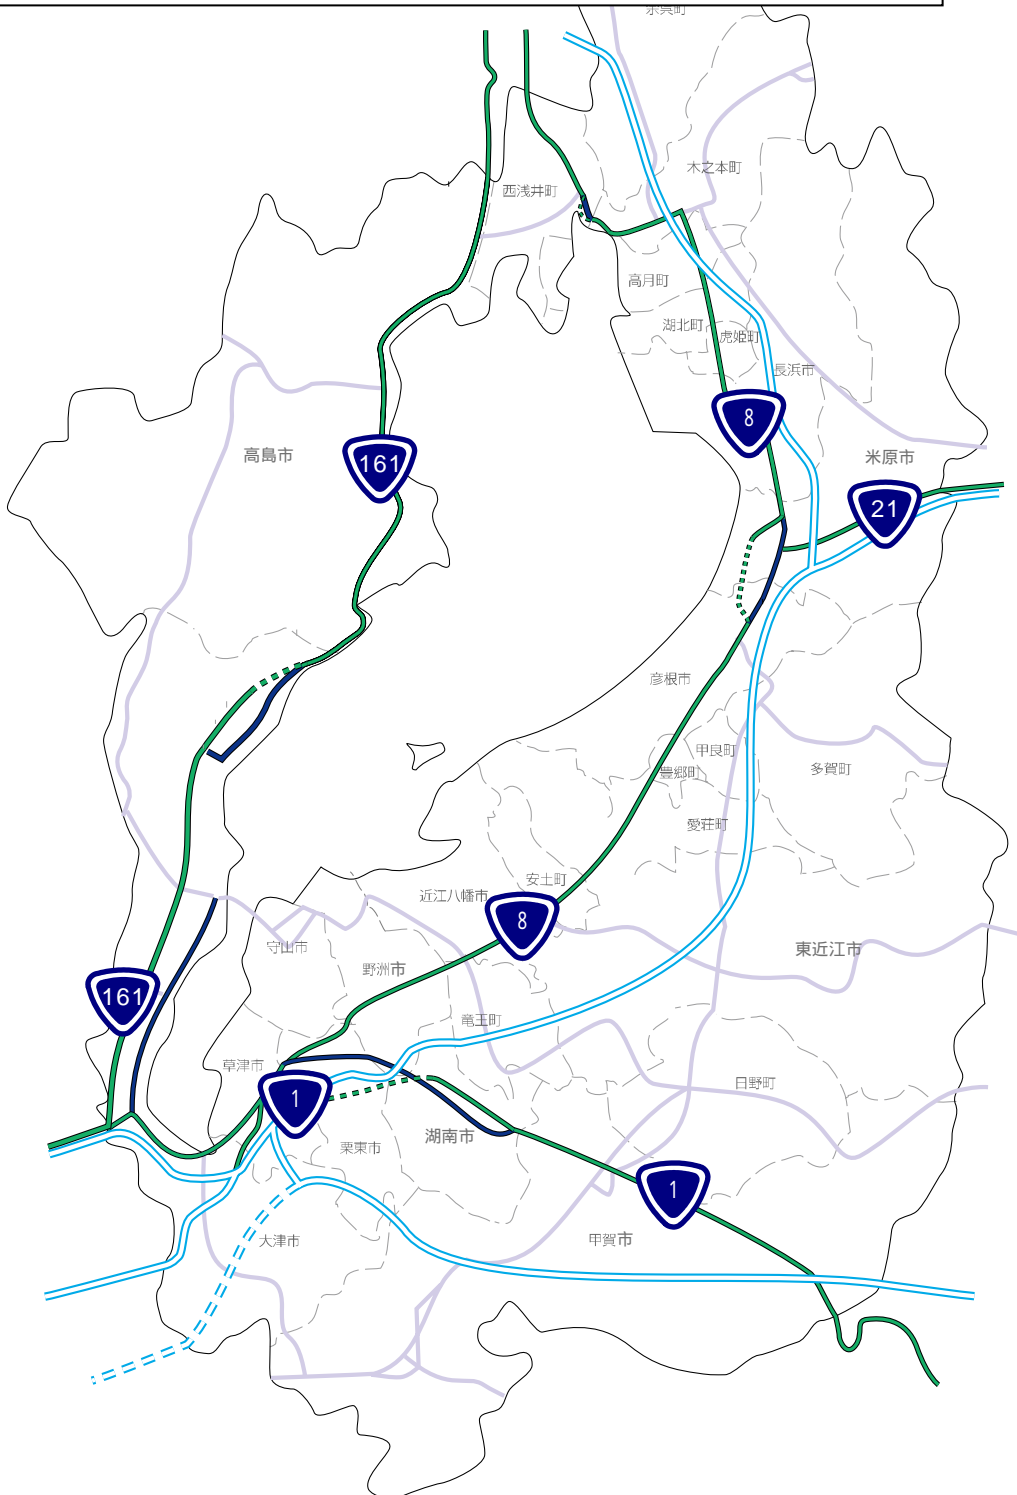 余呉町
木之本町
西浅井町
高月町
湖北町
虎姫町
長浜市
8
高島市
161
米原市
21
彦根市
甲良町
豊郷町
多賀町
愛荘町
安土町
近江八幡市
8
守山市
東近江市
野洲市
161
竜王町
草津市
日野町
1
湖南市
栗東市
1
大津市
甲賀市